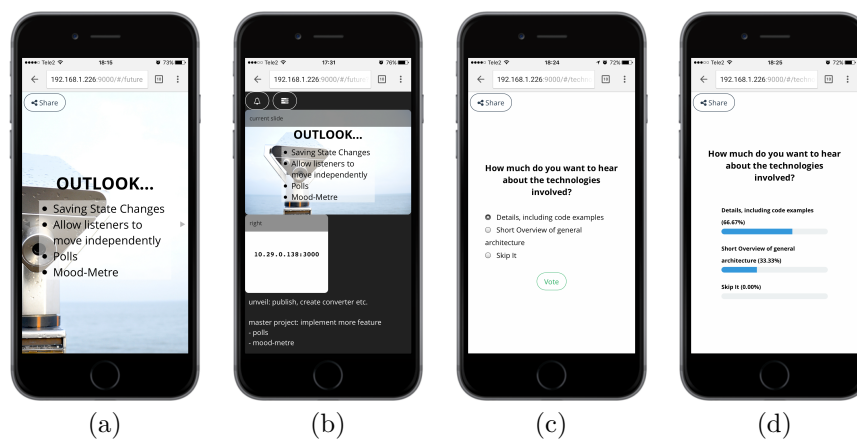 Tele2 18:15 73%
192.168.1.226:9000/#/future
Share
OUTLOOK...
• Saving State Changes
• Allow listeners to
move independently
• Polls
• Mood-Metre
(a)
Tele2 17:31 76%
192.168.1.226:9000/#/future
current slide
OUTLOOK...
• Saving State Changes
• Allow listeners to
move independently
• Polls
• Mood-Metre
right
10.29.0.138:3000
unveil: publish, create converter etc.
master project: implement more feature
- polls
- mood-metre
(b)
Tele2 18:24 72%
192.168.1.226:9000/#/techn
Share
How much do you want to hear
about the technologies
involved?
Details, including code examples
Short Overview of general
architecture
Skip It
Vote
(c)
Tele2 18:25 72%
192.168.1.226:9000/#/techn
Share
How much do you want to hear
about the technologies
involved?
Details, including code examples
(66.67%)
Short Overview of general
architecture (33.33%)
Skip It (0.00%)
(d)